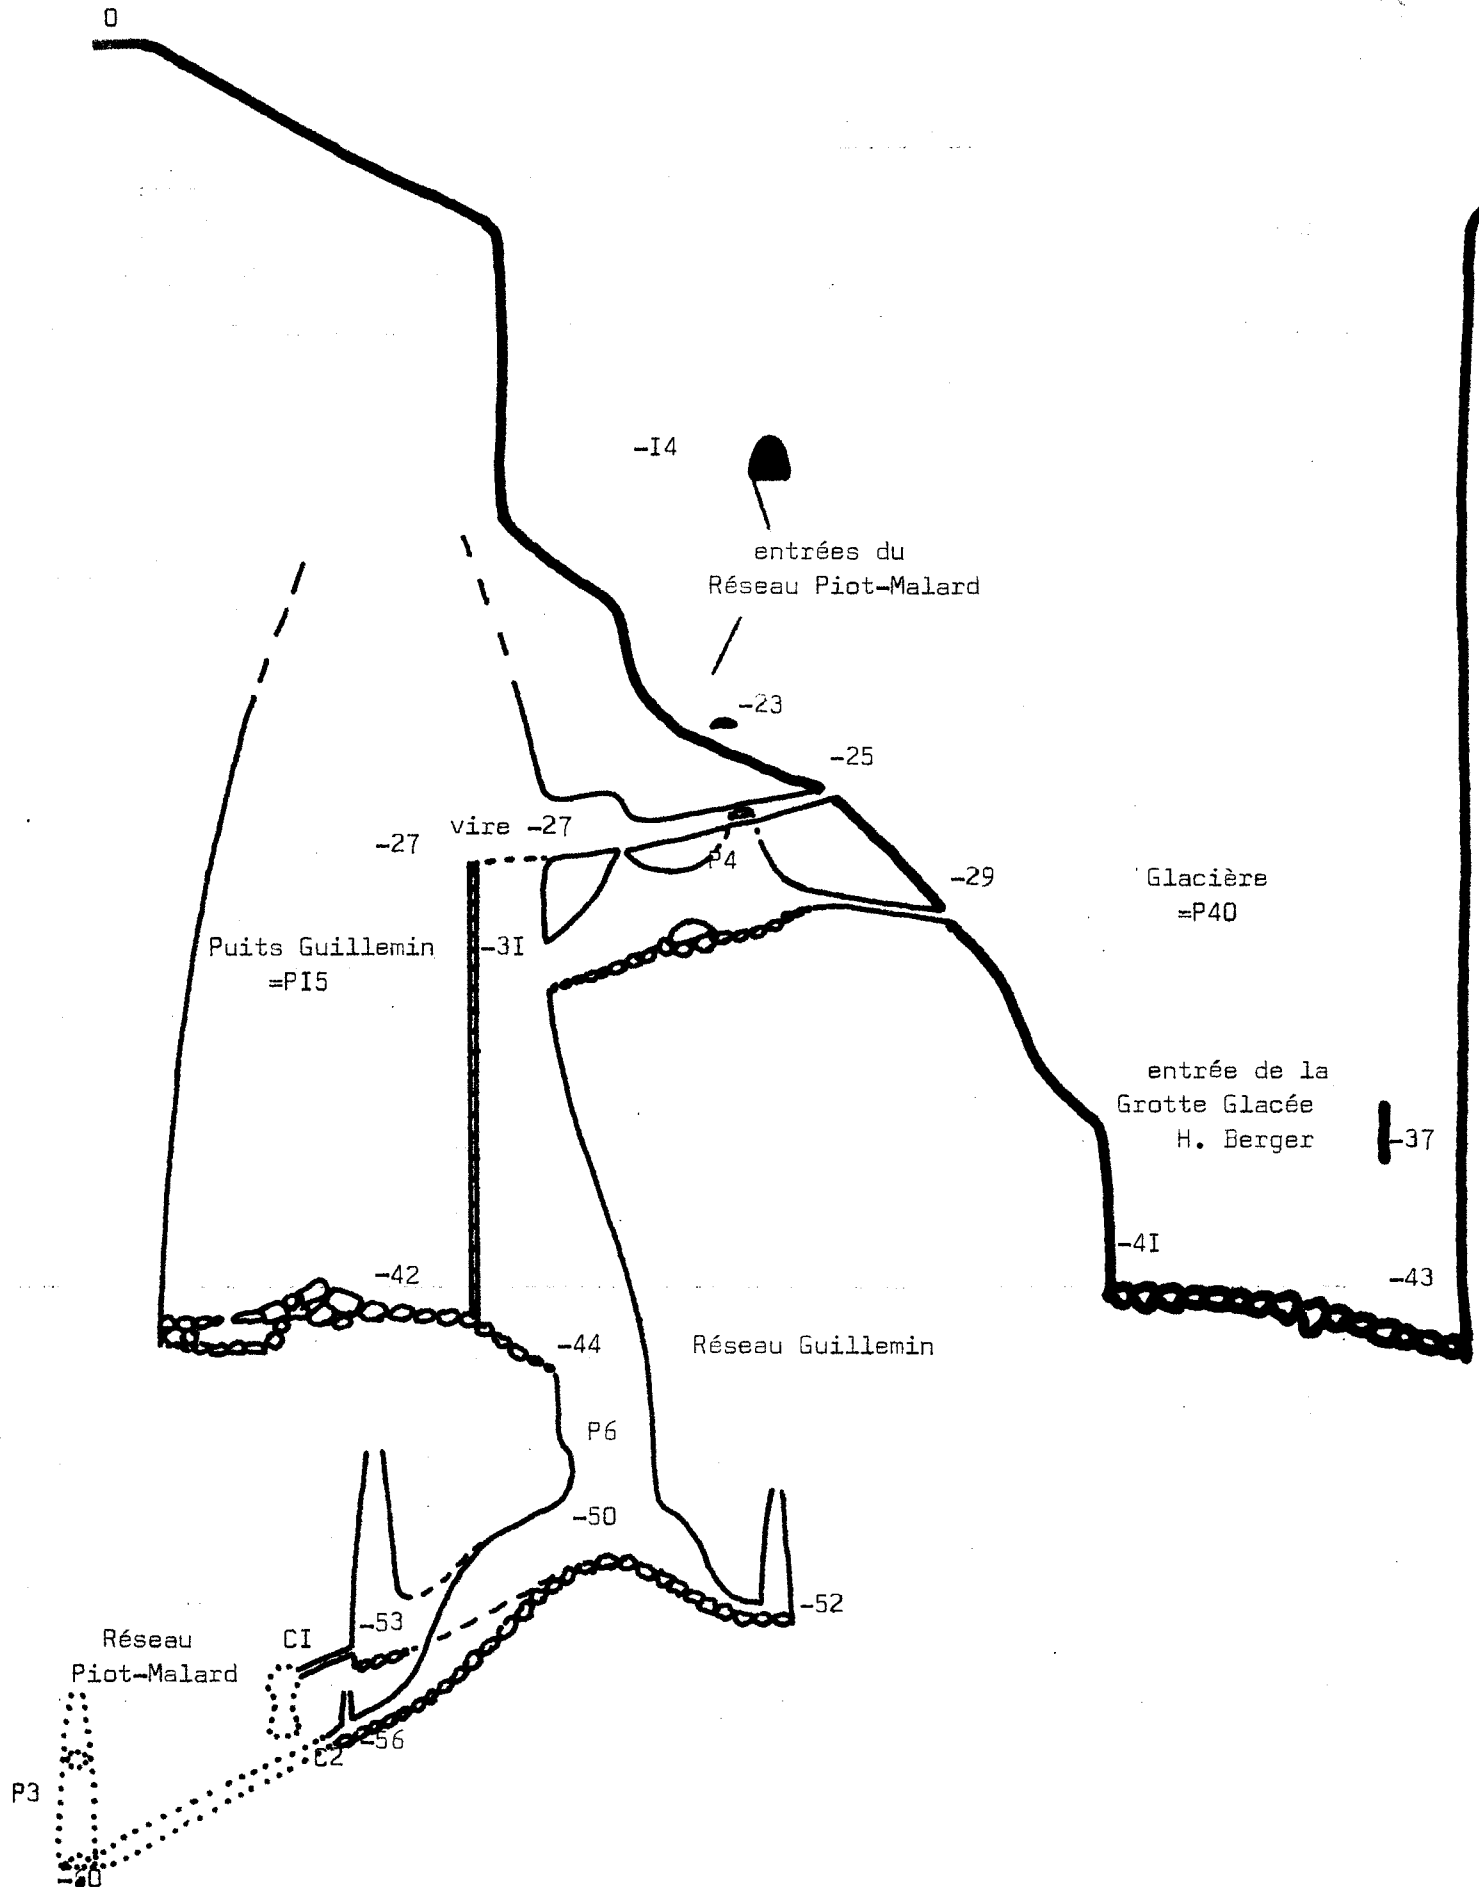 0
-I4
entrées du
Réseau Piot-Malard
-23
-25
vire -27
-27
P4
-29
Glacière
=P40
Puits Guillemin
=PI5
-3I
entrée de la
Grotte Glacée
H. Berger
-37
-4I
-42
-43
-44
Réseau Guillemin
P6
-50
-52
-53
Réseau
Piot-Malard
CI
-56
C2
P3
-60